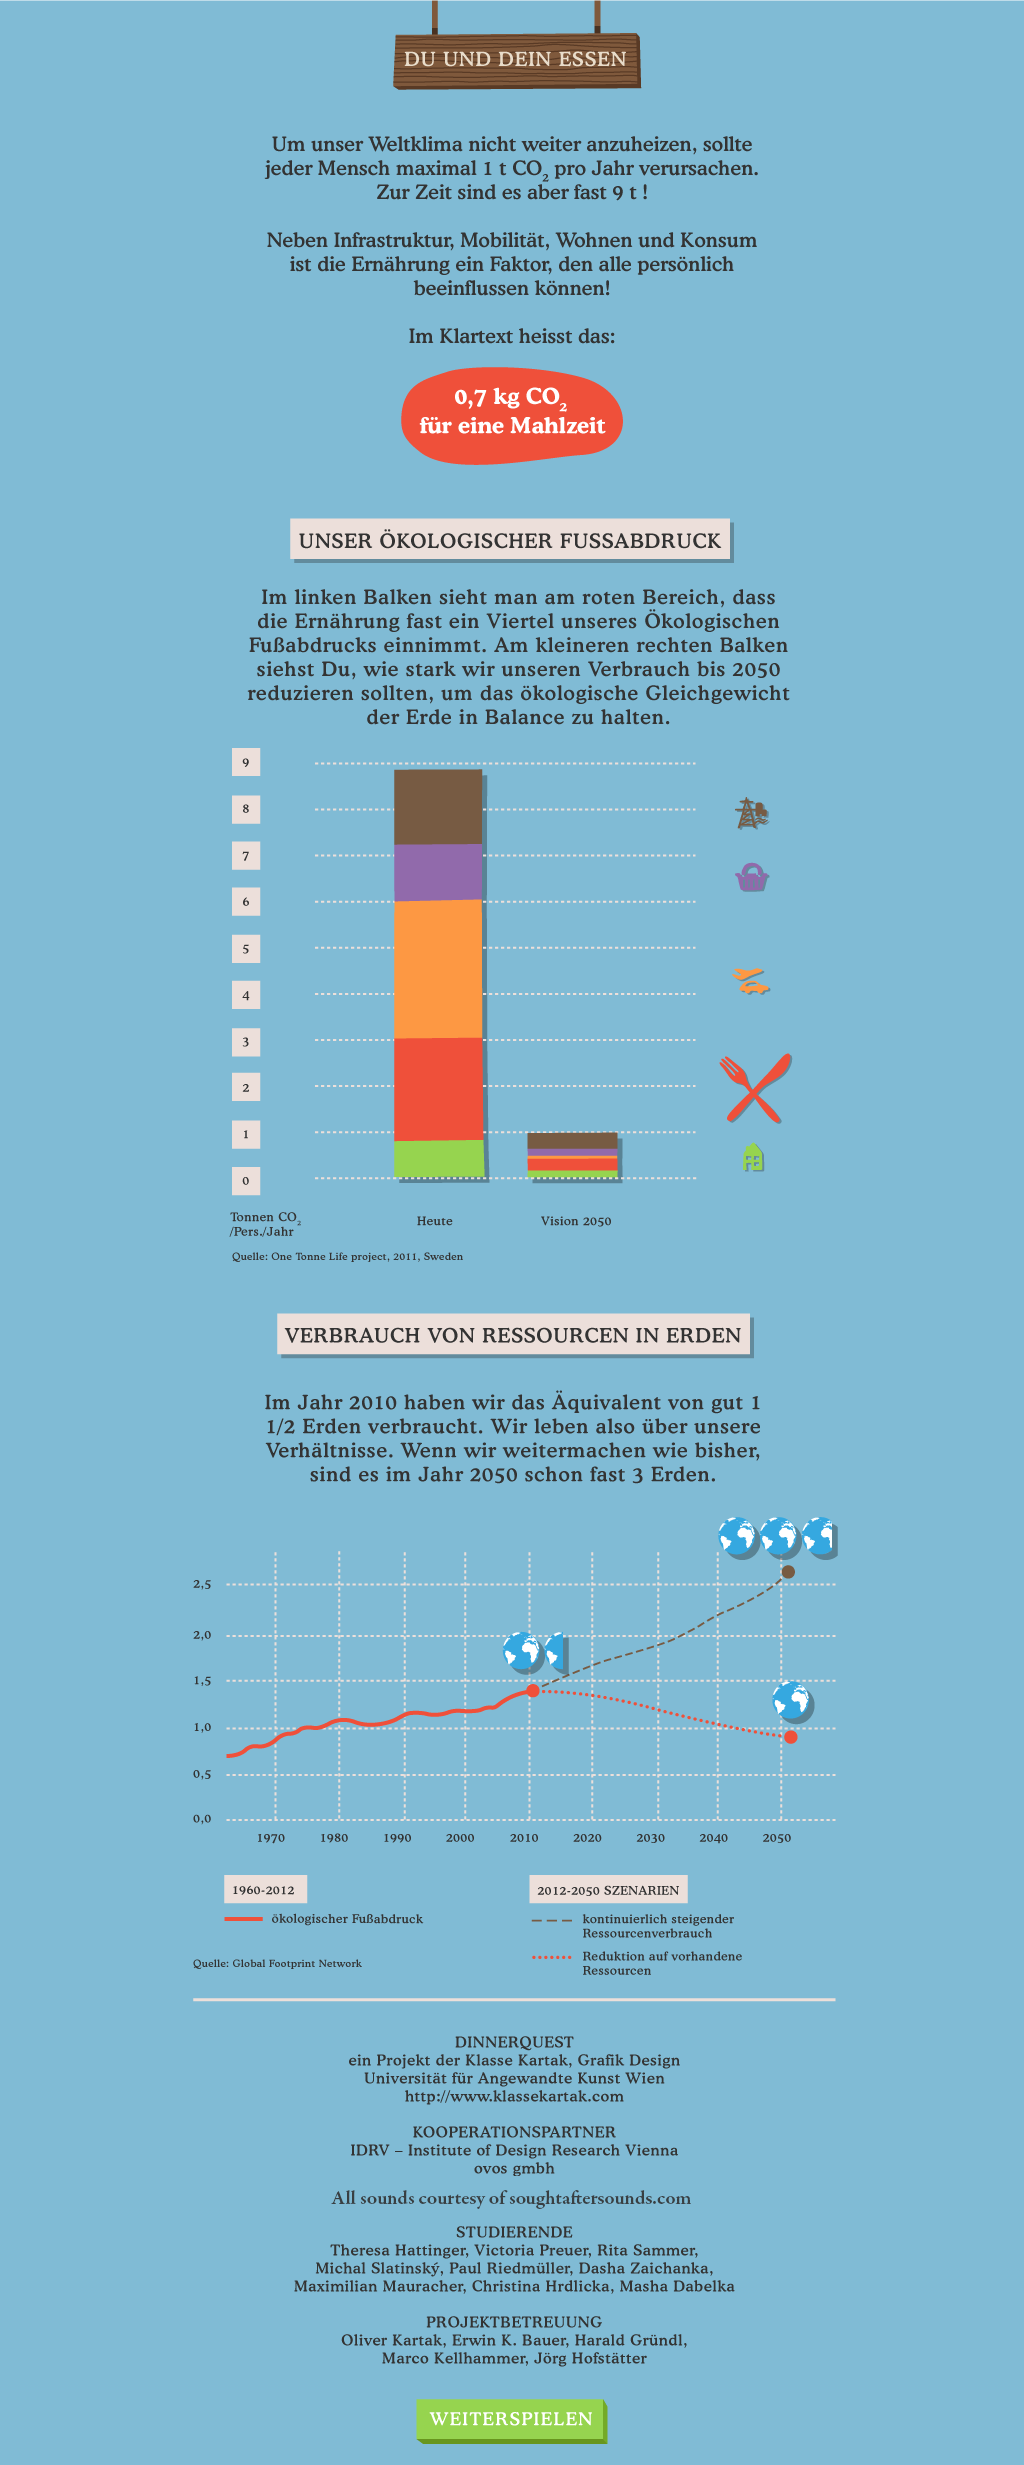 DU UND DEIN ESSEN
Um unser Weltklima nicht weiter anzuheizen, sollte
jeder Mensch maximal 1 t CO₂ pro Jahr verursachen.
Zur Zeit sind es aber fast 9 t !
Neben Infrastruktur, Mobilität, Wohnen und Konsum
ist die Ernährung ein Faktor, den alle persönlich
beeinflussen können!
Im Klartext heisst das:
0,7 kg CO₂
für eine Mahlzeit
UNSER ÖKOLOGISCHER FUSSABDRUCK
Im linken Balken sieht man am roten Bereich, dass
die Ernährung fast ein Viertel unseres Ökologischen
Fußabdrucks einnimmt. Am kleineren rechten Balken
siehst Du, wie stark wir unseren Verbrauch bis 2050
reduzieren sollten, um das ökologische Gleichgewicht
der Erde in Balance zu halten.
9
8
7
6
5
4
3
2
1
0
Tonnen CO₂
/Pers./Jahr
Heute
Vision 2050
Quelle: One Tonne Life project, 2011, Sweden
VERBRAUCH VON RESSOURCEN IN ERDEN
Im Jahr 2010 haben wir das Äquivalent von gut 1
1/2 Erden verbraucht. Wir leben also über unsere
Verhältnisse. Wenn wir weitermachen wie bisher,
sind es im Jahr 2050 schon fast 3 Erden.
2,5
2,0
1,5
1,0
0,5
0,0
1970 1980 1990 2000 2010 2020 2030 2040 2050
1960-2012
ökologischer Fußabdruck
Quelle: Global Footprint Network
2012-2050 SZENARIEN
kontinuierlich steigender
Ressourcenverbrauch
Reduktion auf vorhandene
Ressourcen
DINNERQUEST
ein Projekt der Klasse Kartak, Grafik Design
Universität für Angewandte Kunst Wien
http://www.klassekartak.com
KOOPERATIONSPARTNER
IDRV – Institute of Design Research Vienna
ovos gmbh
All sounds courtesy of soughtaftersounds.com
STUDIERENDE
Theresa Hattinger, Victoria Preuer, Rita Sammer,
Michal Slatinský, Paul Riedmüller, Dasha Zaichanka,
Maximilian Mauracher, Christina Hrdlicka, Masha Dabelka
PROJEKTBETREUUNG
Oliver Kartak, Erwin K. Bauer, Harald Gründl,
Marco Kellhammer, Jörg Hofstätter
WEITERSPIELEN